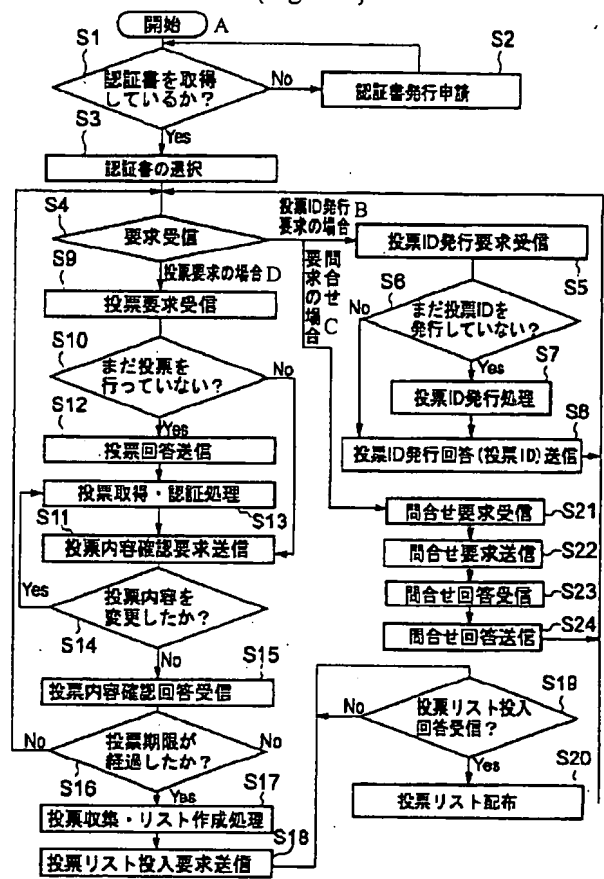 開始 A
S1
認証書を取得
しているか？
No
S2
認証書発行申請
Yes
S3
認証書の選択
S4
要求受信
投票ID発行 B
要求の場合
投票ID発行要求受信
S5
投票要求の場合 D
問合せ C
要求の場合
S9
投票要求受信
S6
まだ投票IDを
発行していない？
No
Yes
S7
投票ID発行処理
S8
投票ID発行回答(投票ID)送信
S10
まだ投票を
行っていない？
No
Yes
S12
投票回答送信
投票取得・認証処理
S13
S11
投票内容確認要求送信
問合せ要求受信
S21
問合せ要求送信
S22
問合せ回答受信
S23
問合せ回答送信
S24
Yes
投票内容を
変更したか？
S14
No
S15
投票内容確認回答受信
No
投票期限が
経過したか？
No
S16
Yes
S17
投票収集・リスト作成処理
S18
投票リスト投入要求送信
No
投票リスト投入
回答受信？
S19
Yes
S20
投票リスト配布